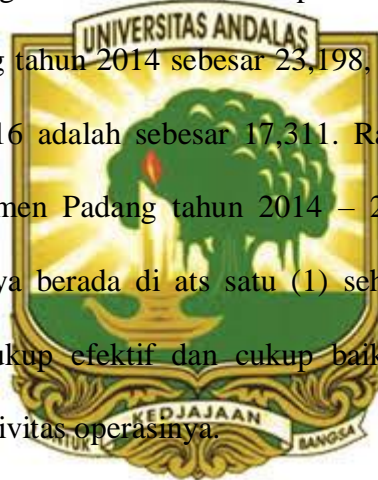 UNIVERSITAS ANDALAS
tahun 2014 sebesar 23,198,
16 adalah sebesar 17,311. Ra
men Padang tahun 2014 – 2
ya berada di ats satu (1) seh
ukup efektif dan cukup baik
ivitas operasinya.
UNTUK KEDJAJAAN BANGSA